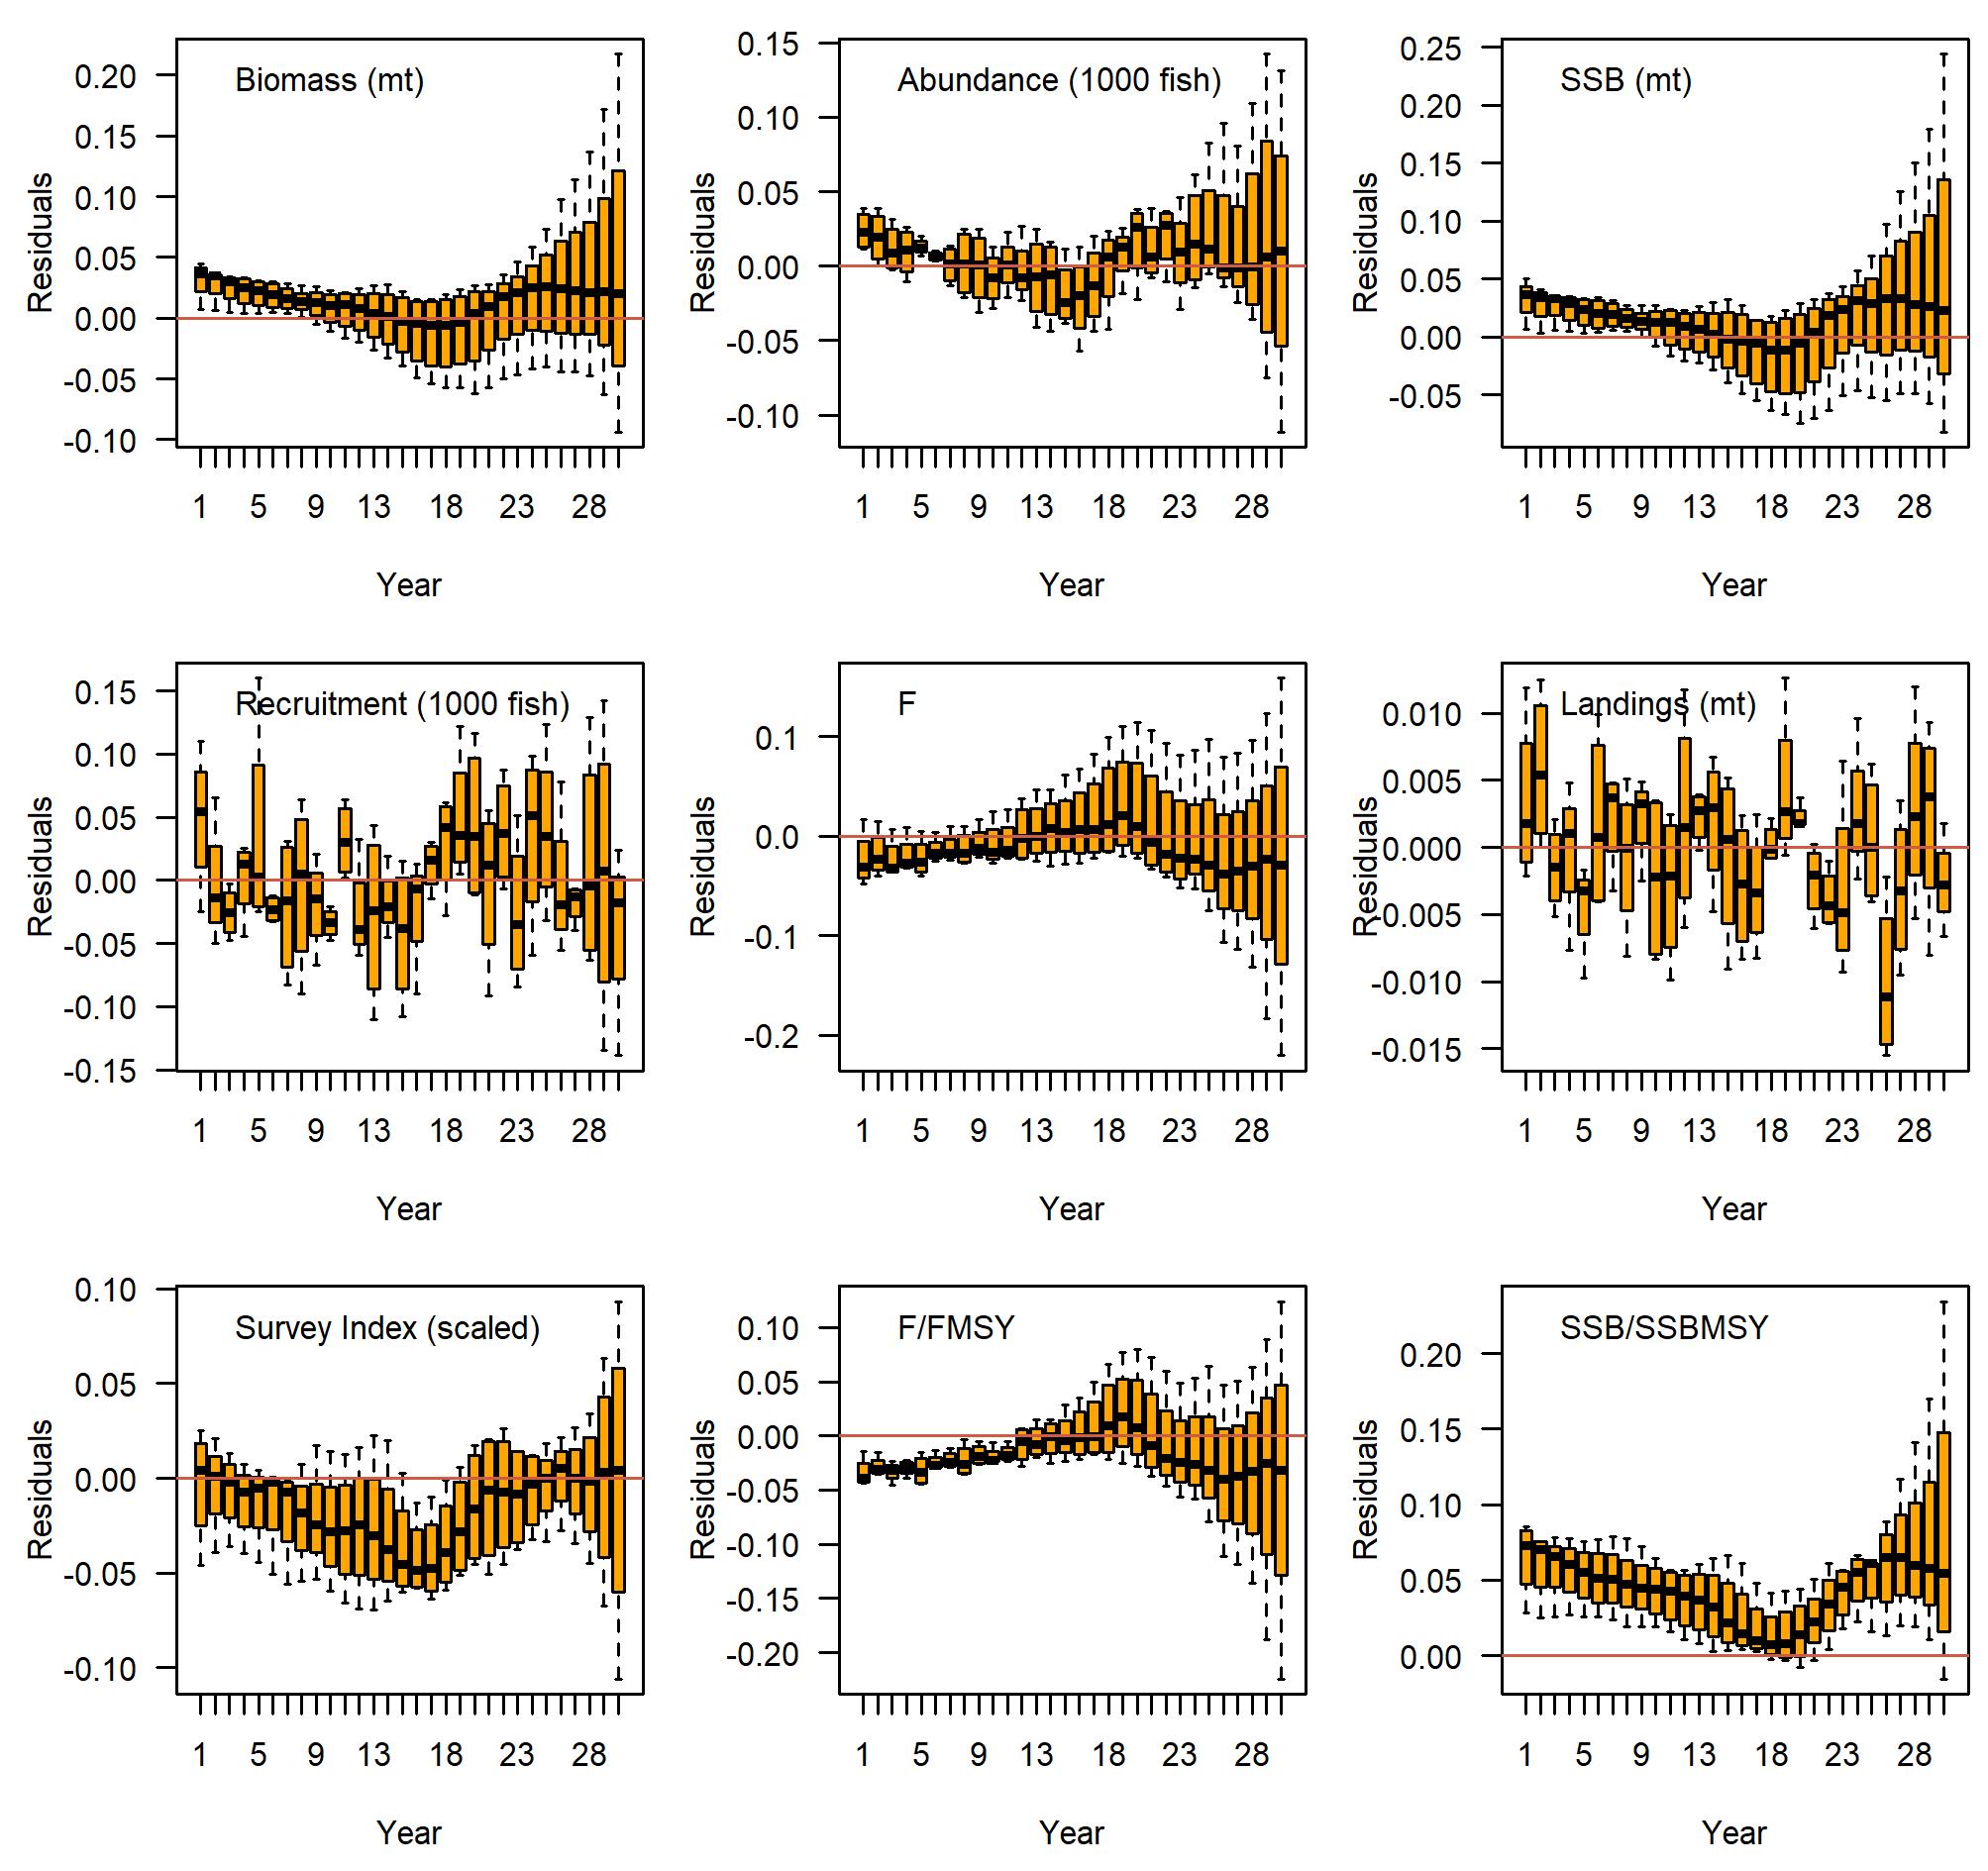 Biomass (mt)
Residuals
0.20
0.15
0.10
0.05
0.00
-0.05
-0.10
1 5 9 13 18 23 28
Year
Abundance (1000 fish)
Residuals
0.15
0.10
0.05
0.00
-0.05
-0.10
1 5 9 13 18 23 28
Year
SSB (mt)
Residuals
0.25
0.20
0.15
0.10
0.05
0.00
-0.05
1 5 9 13 18 23 28
Year
Recruitment (1000 fish)
Residuals
0.15
0.10
0.05
0.00
-0.05
-0.10
-0.15
1 5 9 13 18 23 28
Year
F
Residuals
0.1
0.0
-0.1
-0.2
1 5 9 13 18 23 28
Year
Landings (mt)
Residuals
0.010
0.005
0.000
-0.005
-0.010
-0.015
1 5 9 13 18 23 28
Year
Survey Index (scaled)
Residuals
0.10
0.05
0.00
-0.05
-0.10
1 5 9 13 18 23 28
Year
F/FMSY
Residuals
0.10
0.05
0.00
-0.05
-0.10
-0.15
-0.20
1 5 9 13 18 23 28
Year
SSB/SSBMSY
Residuals
0.20
0.15
0.10
0.05
0.00
1 5 9 13 18 23 28
Year